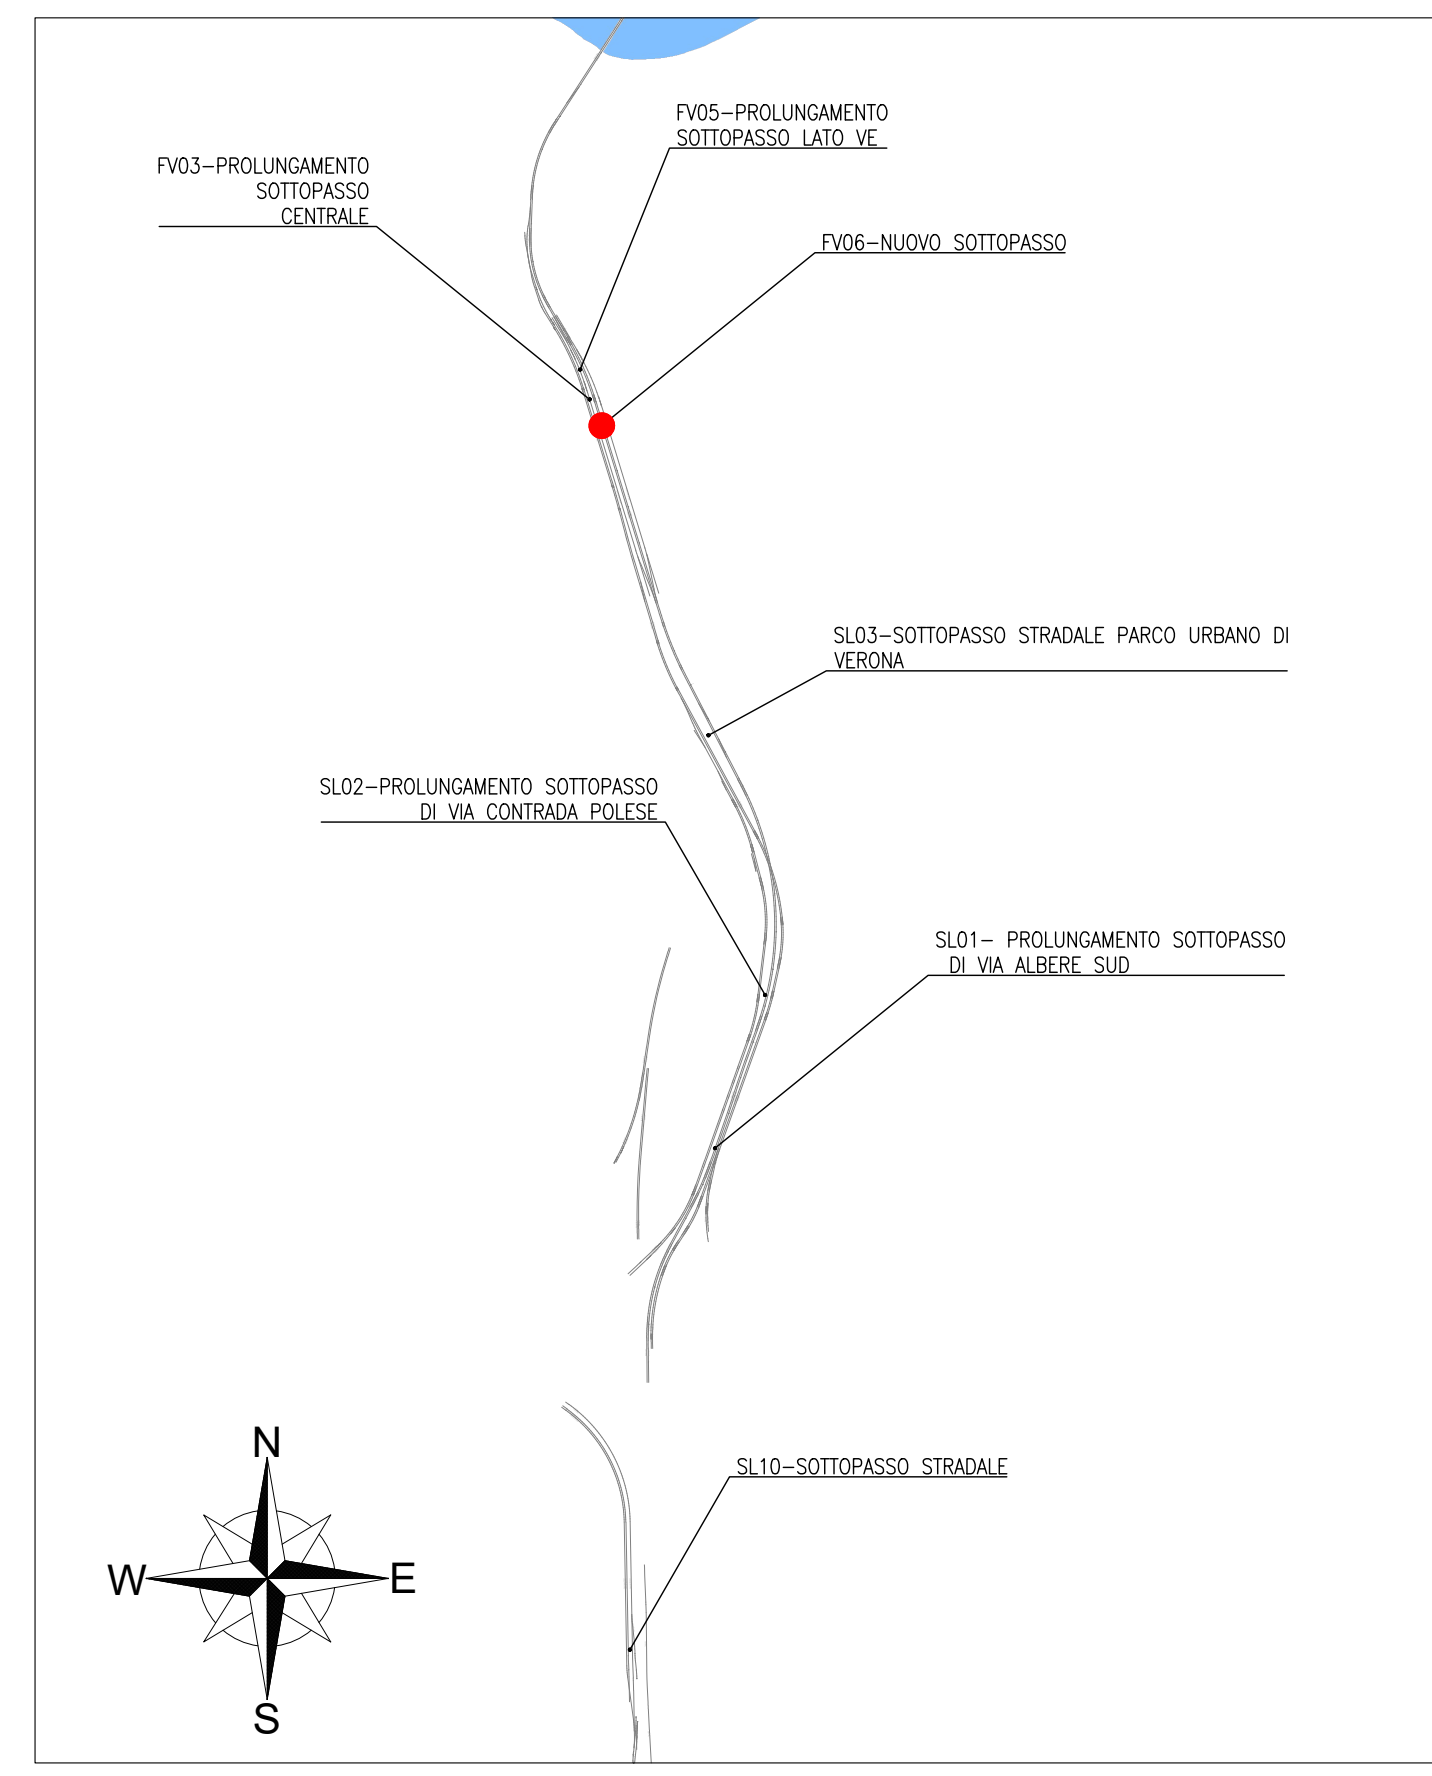 FV05-PROLUNGAMENTO
SOTTOPASSO LATO VE
FV03-PROLUNGAMENTO
SOTTOPASSO
CENTRALE
FV06-NUOVO SOTTOPASSO
SL03-SOTTOPASSO STRADALE PARCO URBANO DI
VERONA
SL02-PROLUNGAMENTO SOTTOPASSO
DI VIA CONTRADA POLESE
SL01- PROLUNGAMENTO SOTTOPASSO
DI VIA ALBERE SUD
N
SL10-SOTTOPASSO STRADALE
W
E
S